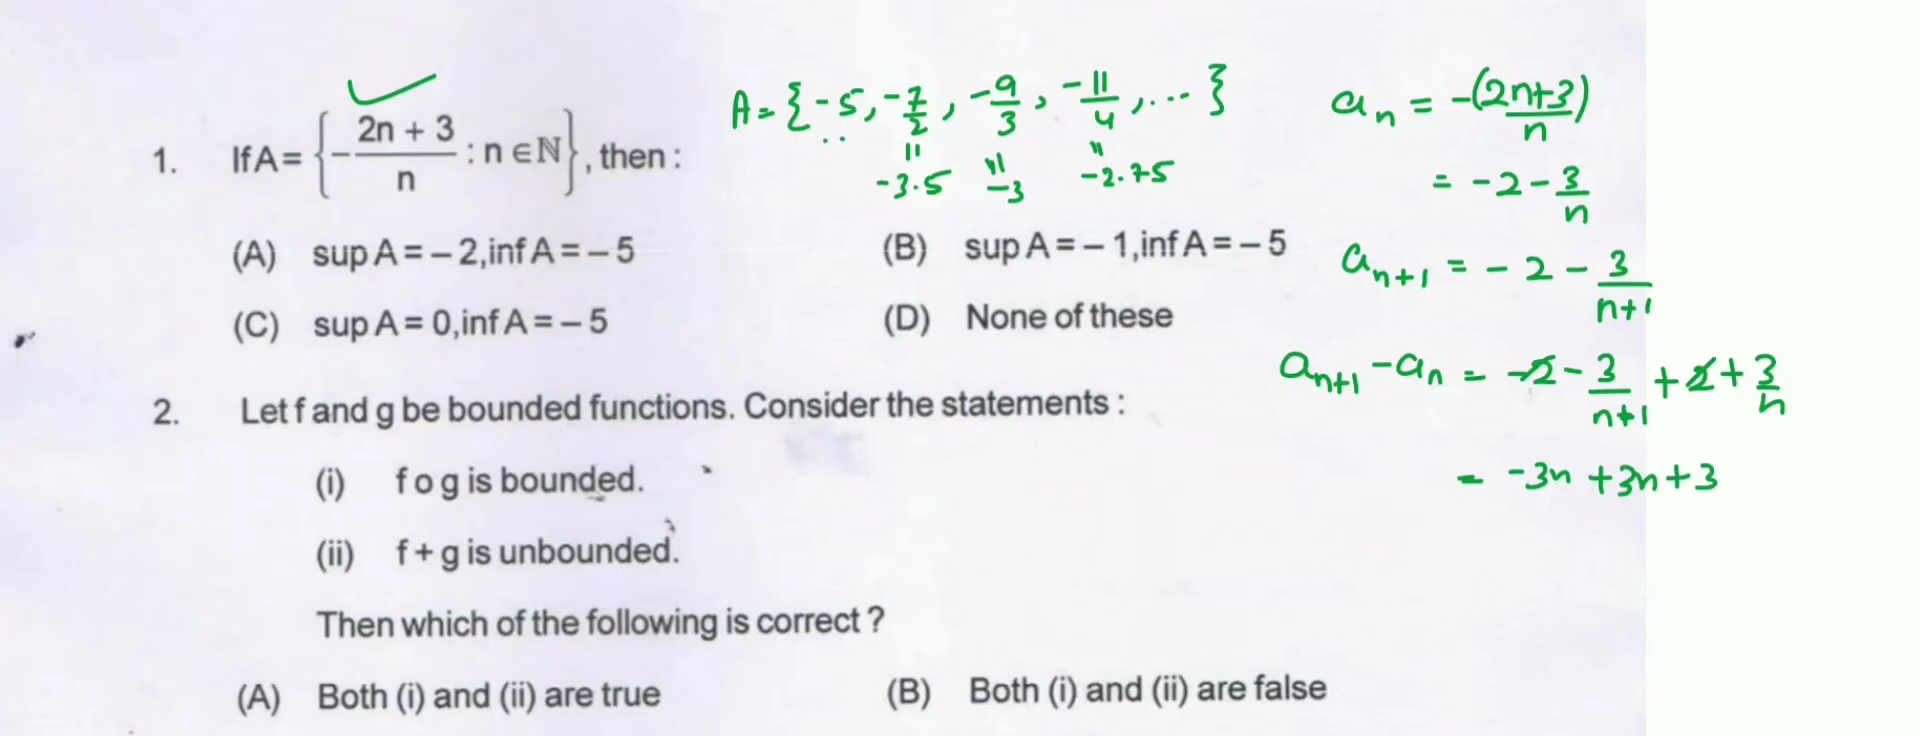 1. If A = { - (2n + 3)/n : n ∈ ℕ }, then :
A = { -5, -7/2, -9/3, -11/4, ... }
= -3.5 = -3 = -2.75
(A) sup A = – 2, inf A = – 5
(B) sup A = – 1, inf A = – 5
(C) sup A = 0, inf A = – 5
(D) None of these
a_n = -(2n+3)/n
= -2 - 3/n
a_{n+1} = -2 - 3/(n+1)
a_{n+1} - a_n = -2 - 3/(n+1) + 2 + 3/n
= -3n + 3n + 3
2. Let f and g be bounded functions. Consider the statements :
(i) f o g is bounded.
(ii) f + g is unbounded.
Then which of the following is correct ?
(A) Both (i) and (ii) are true
(B) Both (i) and (ii) are false